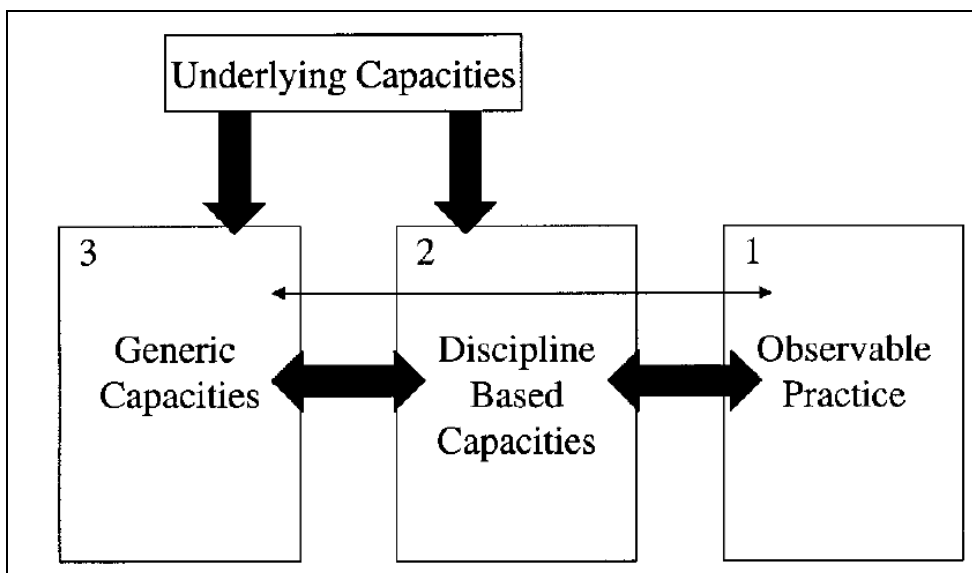 Underlying Capacities
3
Generic
Capacities
2
Discipline
Based
Capacities
1
Observable
Practice